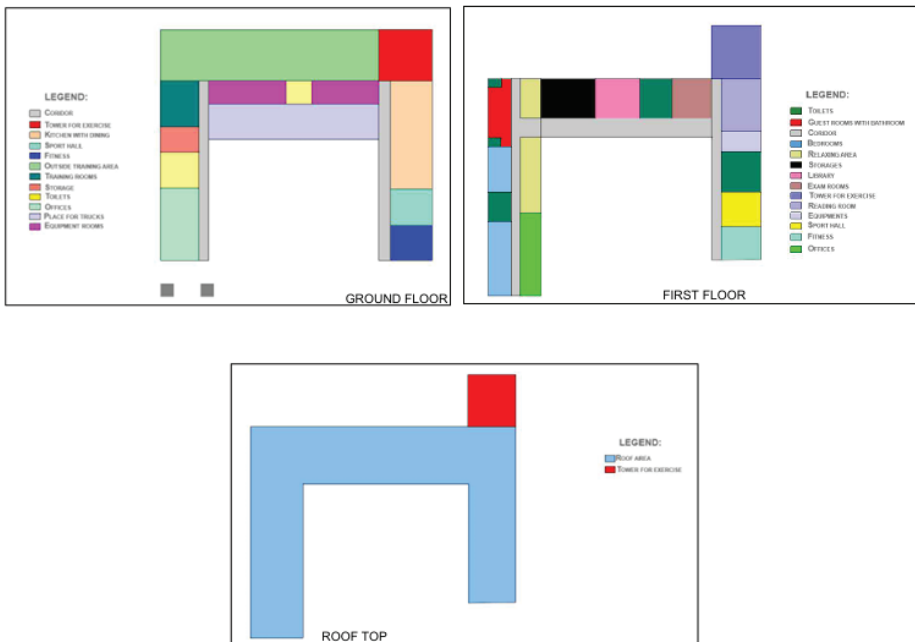 LEGEND:
CORIDOR
TOWER FOR EXERCISE
KITCHEN WITH DINING
SPORT HALL
FITNESS
OUTSIDE TRAINING AREA
TRAINING ROOMS
STORAGE
TOILETS
OFFICES
PLACE FOR TRUCKS
EQUIPMENT ROOMS
GROUND FLOOR
LEGEND:
TOILETS
GUEST ROOMS WITH BATHROOM
CORIDOR
BEDROOMS
RELAXING AREA
STORAGES
LIBRARY
EXAM ROOMS
TOWER FOR EXERCISE
READING ROOM
EQUIPMENTS
SPORT HALL
FITNESS
OFFICES
FIRST FLOOR
LEGEND:
ROOF AREA
TOWER FOR EXERCISE
ROOF TOP